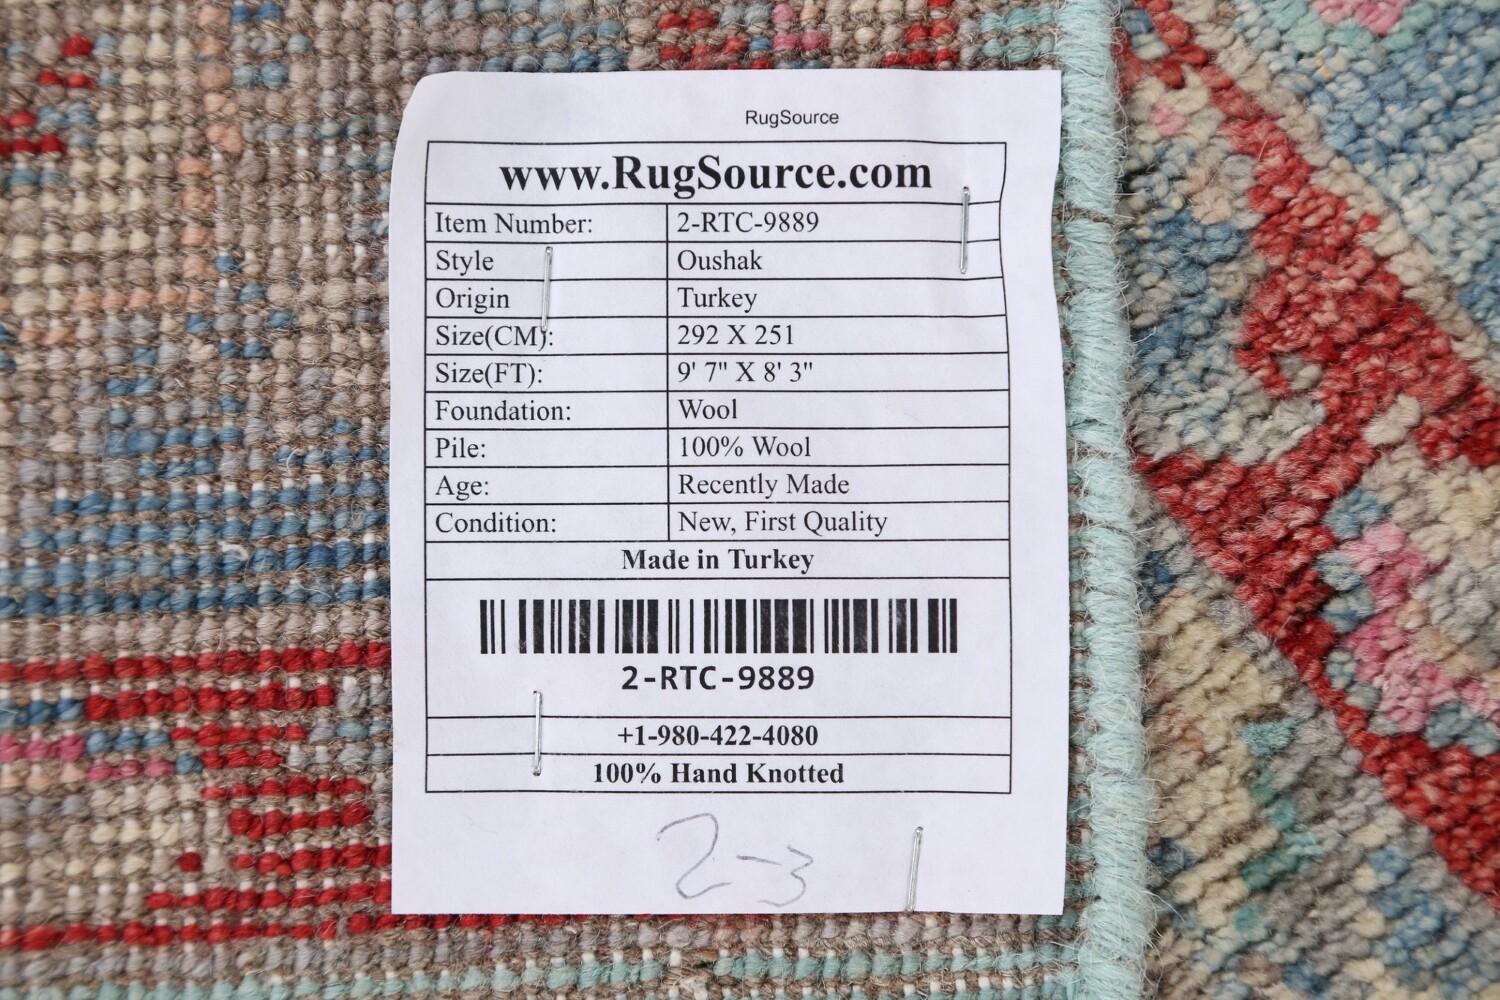 RugSource
www.RugSource.com
Item Number: 2-RTC-9889
Style Oushak
Origin Turkey
Size(CM): 292 X 251
Size(FT): 9' 7" X 8' 3"
Foundation: Wool
Pile: 100% Wool
Age: Recently Made
Condition: New, First Quality
Made in Turkey
2-RTC-9889
+1-980-422-4080
100% Hand Knotted
2-3